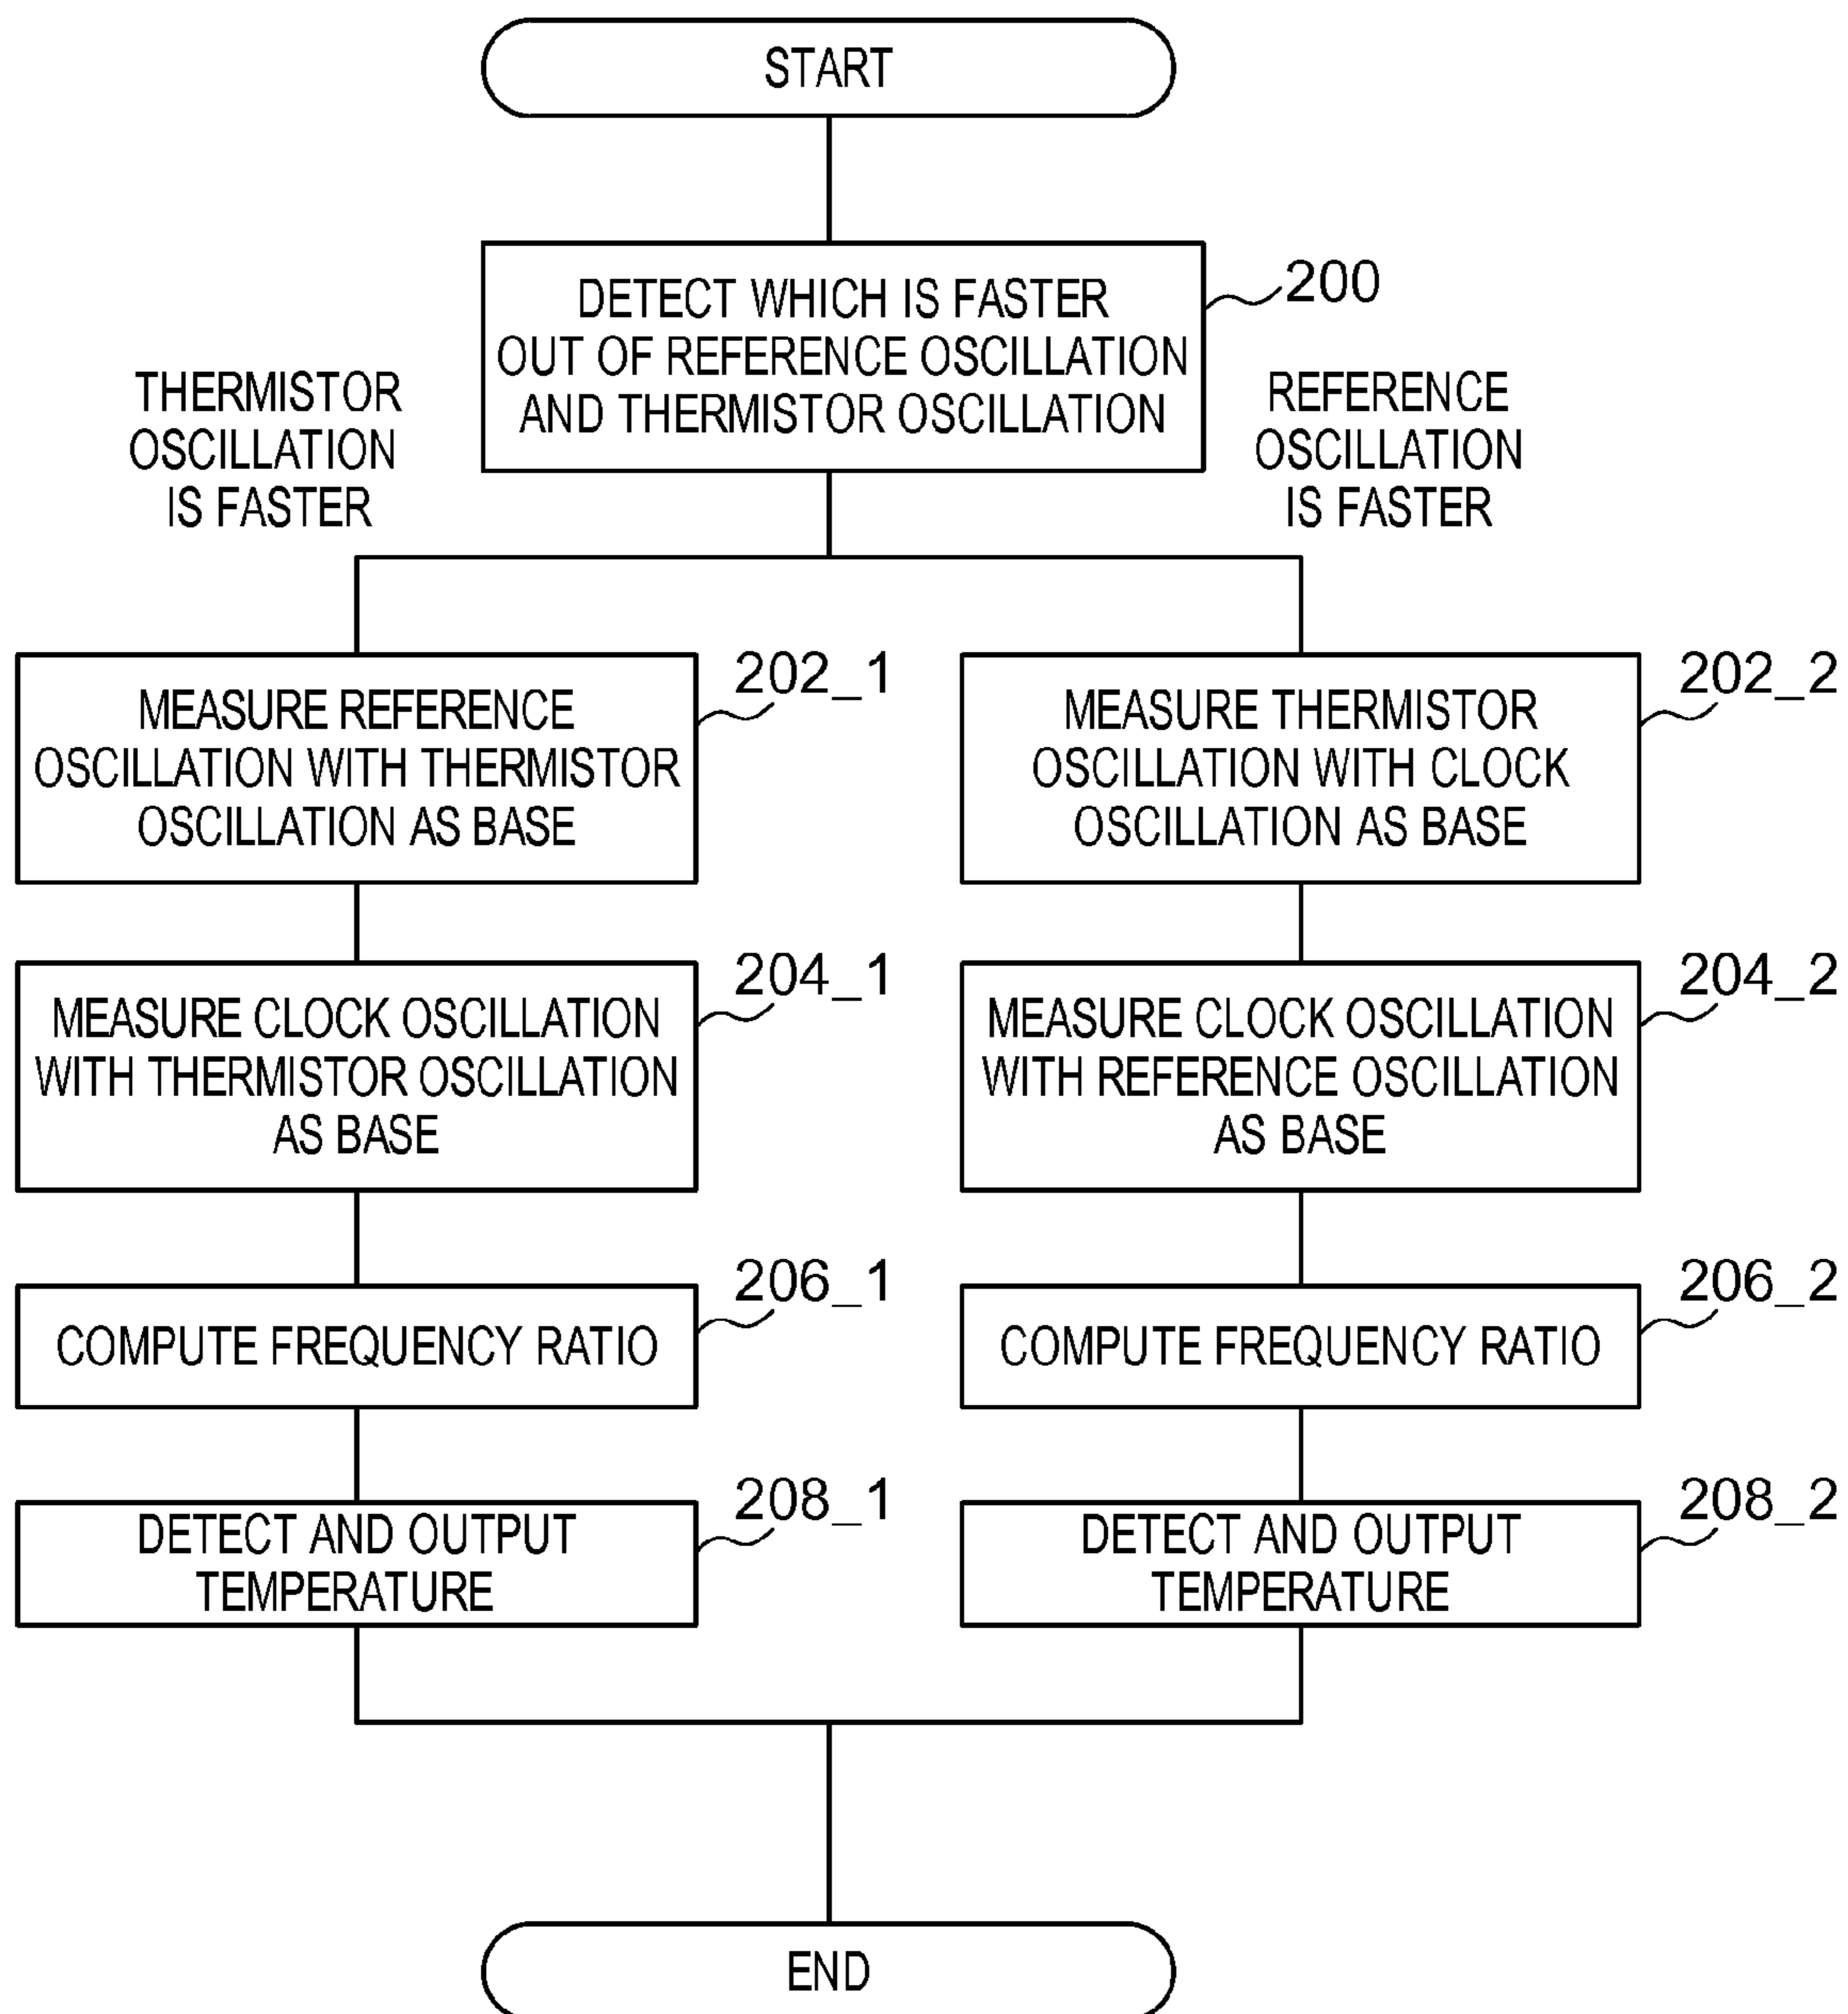 START
DETECT WHICH IS FASTER
OUT OF REFERENCE OSCILLATION
AND THERMISTOR OSCILLATION
200
THERMISTOR
OSCILLATION
IS FASTER
REFERENCE
OSCILLATION
IS FASTER
MEASURE REFERENCE
OSCILLATION WITH THERMISTOR
OSCILLATION AS BASE
202_1
MEASURE THERMISTOR
OSCILLATION WITH CLOCK
OSCILLATION AS BASE
202_2
MEASURE CLOCK OSCILLATION
WITH THERMISTOR OSCILLATION
AS BASE
204_1
MEASURE CLOCK OSCILLATION
WITH REFERENCE OSCILLATION
AS BASE
204_2
COMPUTE FREQUENCY RATIO
206_1
COMPUTE FREQUENCY RATIO
206_2
DETECT AND OUTPUT
TEMPERATURE
208_1
DETECT AND OUTPUT
TEMPERATURE
208_2
END